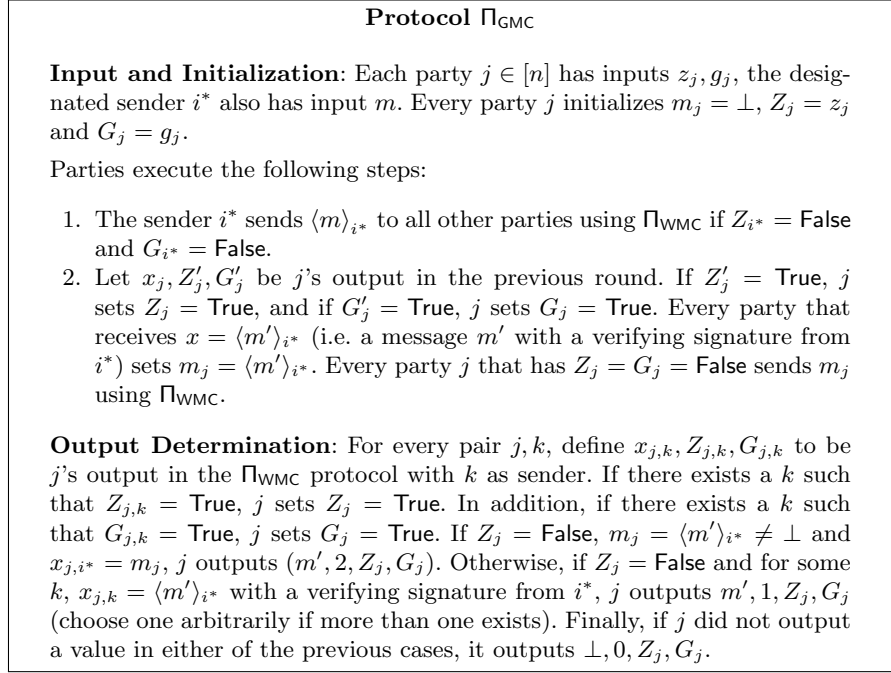 Protocol Π_GMC
Input and Initialization: Each party j ∈ [n] has inputs z_j, g_j, the desig-
nated sender i* also has input m. Every party j initializes m_j = ⊥, Z_j = z_j
and G_j = g_j.
Parties execute the following steps:
1. The sender i* sends ⟨m⟩_{i*} to all other parties using Π_WMC if Z_{i*} = False
and G_{i*} = False.
2. Let x_j, Z'_j, G'_j be j's output in the previous round. If Z'_j = True, j
sets Z_j = True, and if G'_j = True, j sets G_j = True. Every party that
receives x = ⟨m'⟩_{i*} (i.e. a message m' with a verifying signature from
i*) sets m_j = ⟨m'⟩_{i*}. Every party j that has Z_j = G_j = False sends m_j
using Π_WMC.
Output Determination: For every pair j, k, define x_{j,k}, Z_{j,k}, G_{j,k} to be
j's output in the Π_WMC protocol with k as sender. If there exists a k such
that Z_{j,k} = True, j sets Z_j = True. In addition, if there exists a k such
that G_{j,k} = True, j sets G_j = True. If Z_j = False, m_j = ⟨m'⟩_{i*} ≠ ⊥ and
x_{j,i*} = m_j, j outputs (m', 2, Z_j, G_j). Otherwise, if Z_j = False and for some
k, x_{j,k} = ⟨m'⟩_{i*} with a verifying signature from i*, j outputs m', 1, Z_j, G_j
(choose one arbitrarily if more than one exists). Finally, if j did not output
a value in either of the previous cases, it outputs ⊥, 0, Z_j, G_j.